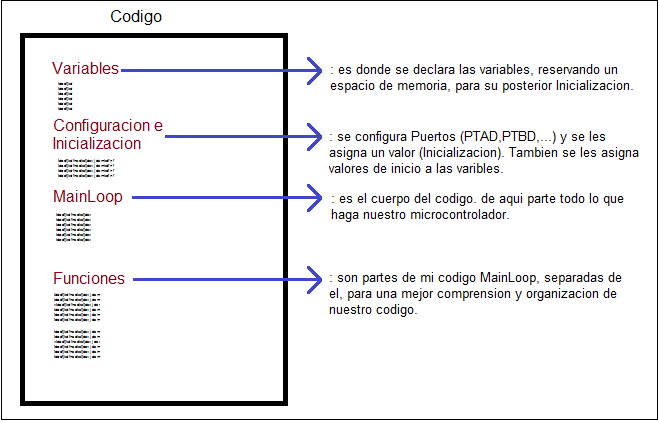 Codigo
Variables
: es donde se declara las variables, reservando un
espacio de memoria, para su posterior Inicializacion.
Configuracion e
Inicializacion
: se configura Puertos (PTAD,PTBD,...) y se les
asigna un valor (Inicializacion). Tambien se les asigna
valores de inicio a las varibles.
MainLoop
: es el cuerpo del codigo. de aqui parte todo lo que
haga nuestro microcontrolador.
Funciones
: son partes de mi codigo MainLoop, separadas de
el, para una mejor comprension y organizacion de
nuestro codigo.